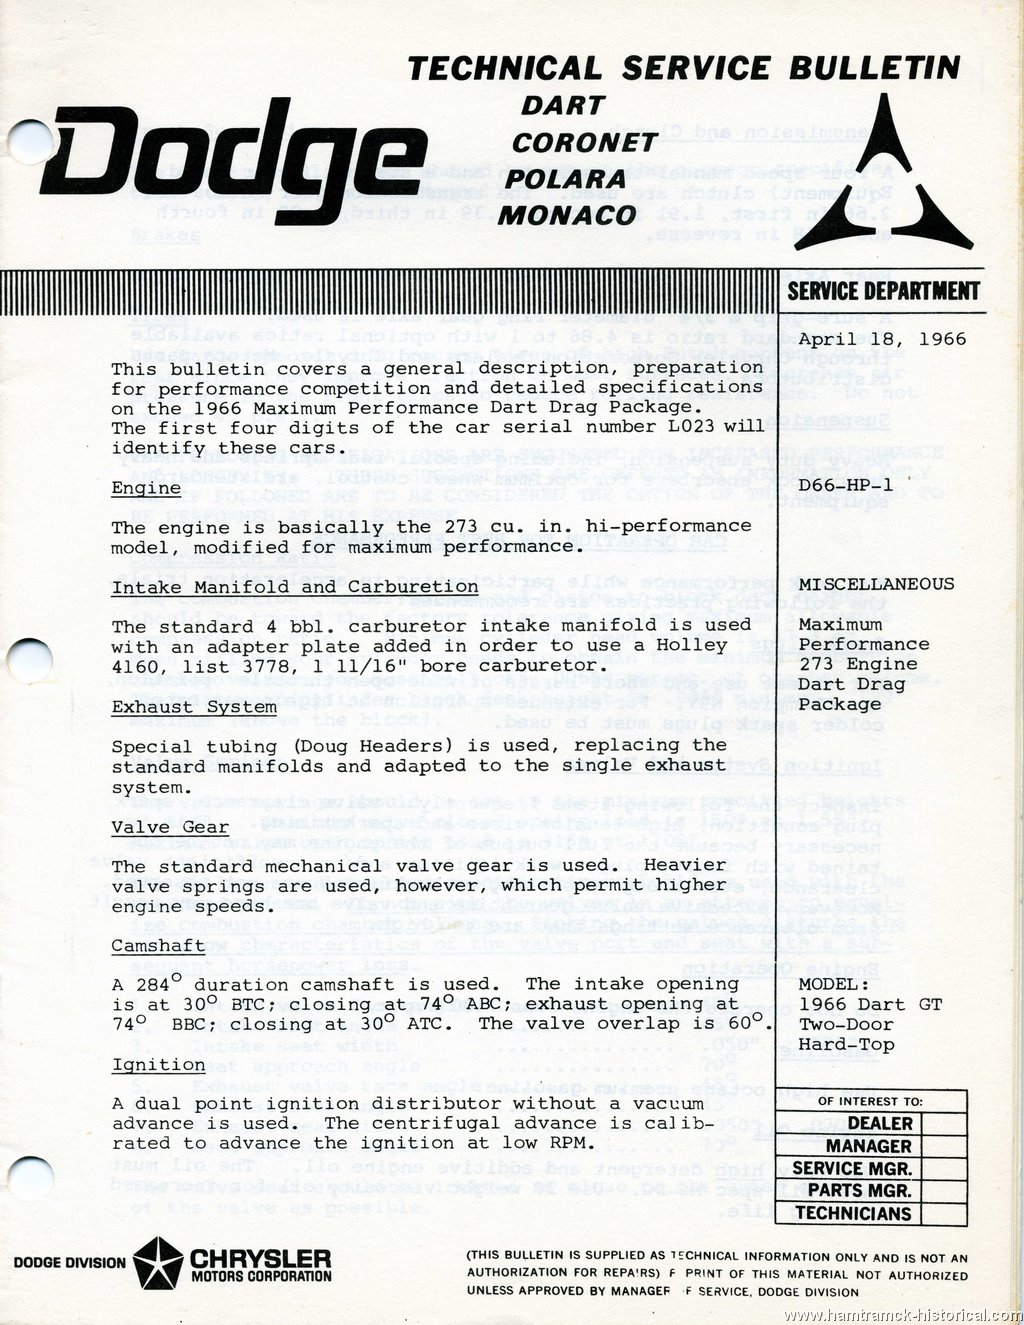 TECHNICAL SERVICE BULLETIN
Dodge
DART
CORONET
POLARA
MONACO
SERVICE DEPARTMENT
April 18, 1966
This bulletin covers a general description, preparation
for performance competition and detailed specifications
on the 1966 Maximum Performance Dart Drag Package.
The first four digits of the car serial number LO23 will
identify these cars.
Engine
D66-HP-1
The engine is basically the 273 cu. in. hi-performance
model, modified for maximum performance.
Intake Manifold and Carburetion
MISCELLANEOUS
The standard 4 bbl. carburetor intake manifold is used
with an adapter plate added in order to use a Holley
4160, list 3778, 1 11/16" bore carburetor.
Maximum
Performance
273 Engine
Dart Drag
Package
Exhaust System
Special tubing (Doug Headers) is used, replacing the
standard manifolds and adapted to the single exhaust
system.
Valve Gear
The standard mechanical valve gear is used. Heavier
valve springs are used, however, which permit higher
engine speeds.
Camshaft
A 284° duration camshaft is used. The intake opening
is at 30° BTC; closing at 74° ABC; exhaust opening at
74° BBC; closing at 30° ATC. The valve overlap is 60°.
MODEL:
1966 Dart GT
Two-Door
Hard-Top
Ignition
A dual point ignition distributor without a vacuum
advance is used. The centrifugal advance is calib-
rated to advance the ignition at low RPM.
OF INTEREST TO:
DEALER
MANAGER
SERVICE MGR.
PARTS MGR.
TECHNICIANS
DODGE DIVISION
CHRYSLER
MOTORS CORPORATION
(THIS BULLETIN IS SUPPLIED AS TECHNICAL INFORMATION ONLY AND IS NOT AN
AUTHORIZATION FOR REPAIRS) PRINT OF THIS MATERIAL NOT AUTHORIZED
UNLESS APPROVED BY MANAGER SERVICE, DODGE DIVISION
www.hamtramck-historical.com